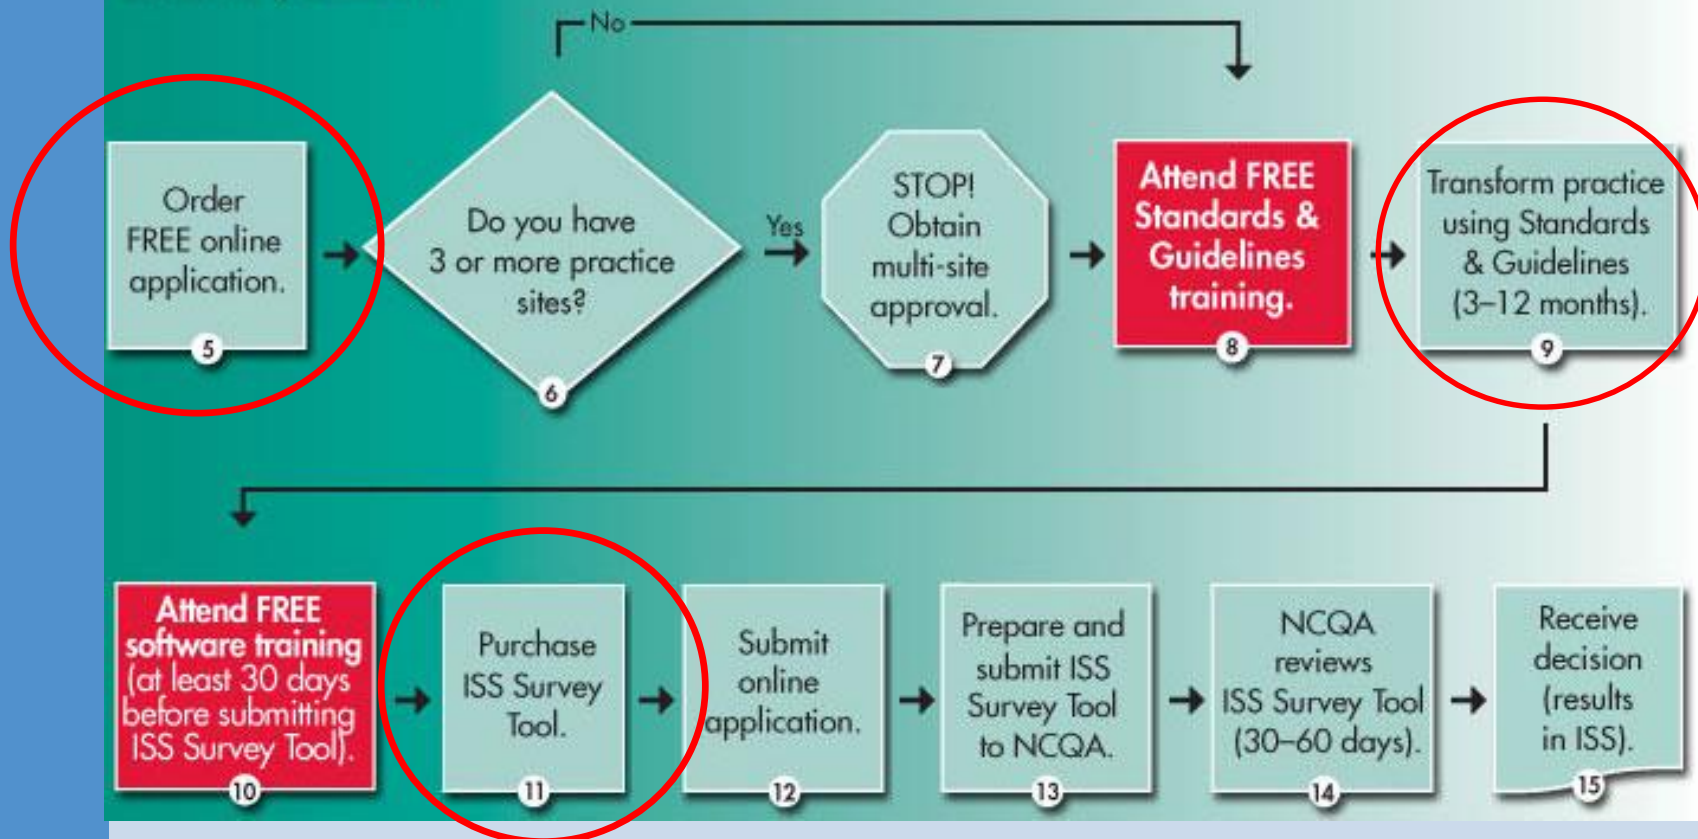 No
Order
FREE online
application.
5
Do you have
3 or more practice
sites?
6
Yes
STOP!
Obtain
multi-site
approval.
7
Attend FREE
Standards &
Guidelines
training.
8
Transform practice
using Standards
& Guidelines
(3–12 months).
9
Attend FREE
software training
(at least 30 days
before submitting
ISS Survey Tool).
10
Purchase
ISS Survey
Tool.
11
Submit
online
application.
12
Prepare and
submit ISS
Survey Tool
to NCQA.
13
NCQA
reviews
ISS Survey Tool
(30–60 days).
14
Receive
decision
(results
in ISS).
15